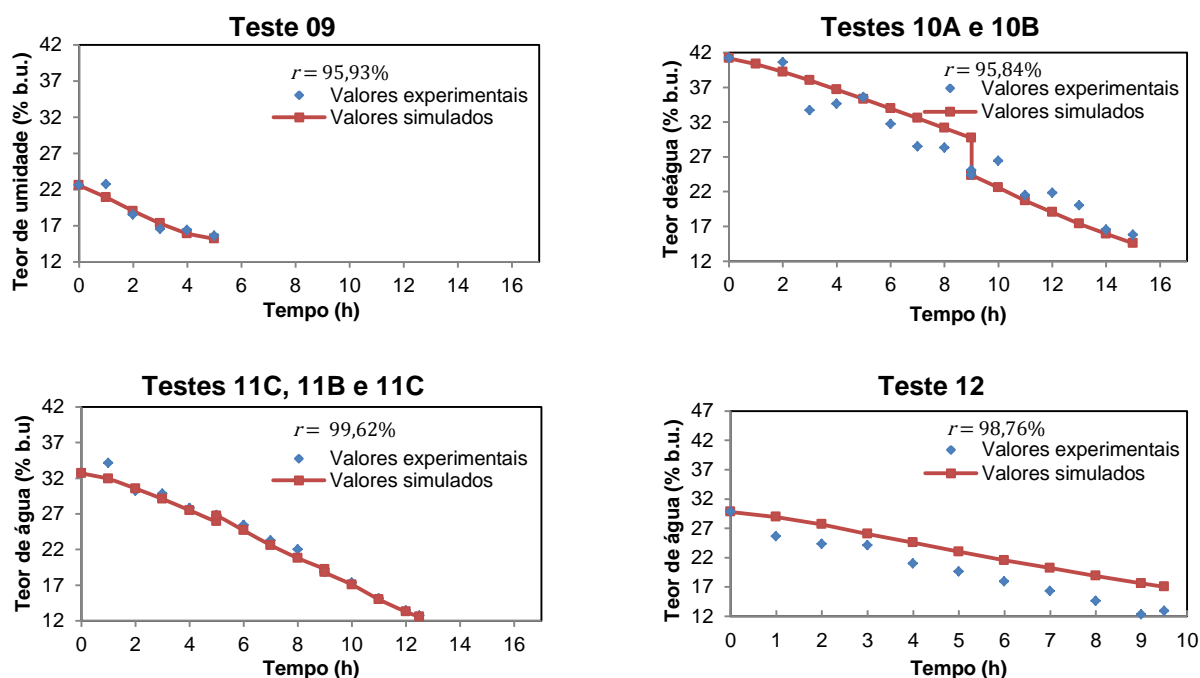 Teste 09
Teor de umidade (% b.u.)
42
37
32
27
22
17
12
r = 95,93%
Valores experimentais
Valores simulados
0 2 4 6 8 10 12 14 16
Tempo (h)
Testes 10A e 10B
Teor deágua (% b.u.)
42
37
32
27
22
17
12
r = 95,84%
Valores experimentais
Valores simulados
0 2 4 6 8 10 12 14 16
Tempo (h)
Testes 11C, 11B e 11C
Teor de água (% b.u)
42
37
32
27
22
17
12
r = 99,62%
Valores experimentais
Valores simulados
0 2 4 6 8 10 12 14 16
Tempo (h)
Teste 12
Teor de água (% b.u.)
47
42
37
32
27
22
17
12
r = 98,76%
Valores experimentais
Valores simulados
0 1 2 3 4 5 6 7 8 9 10
Tempo (h)